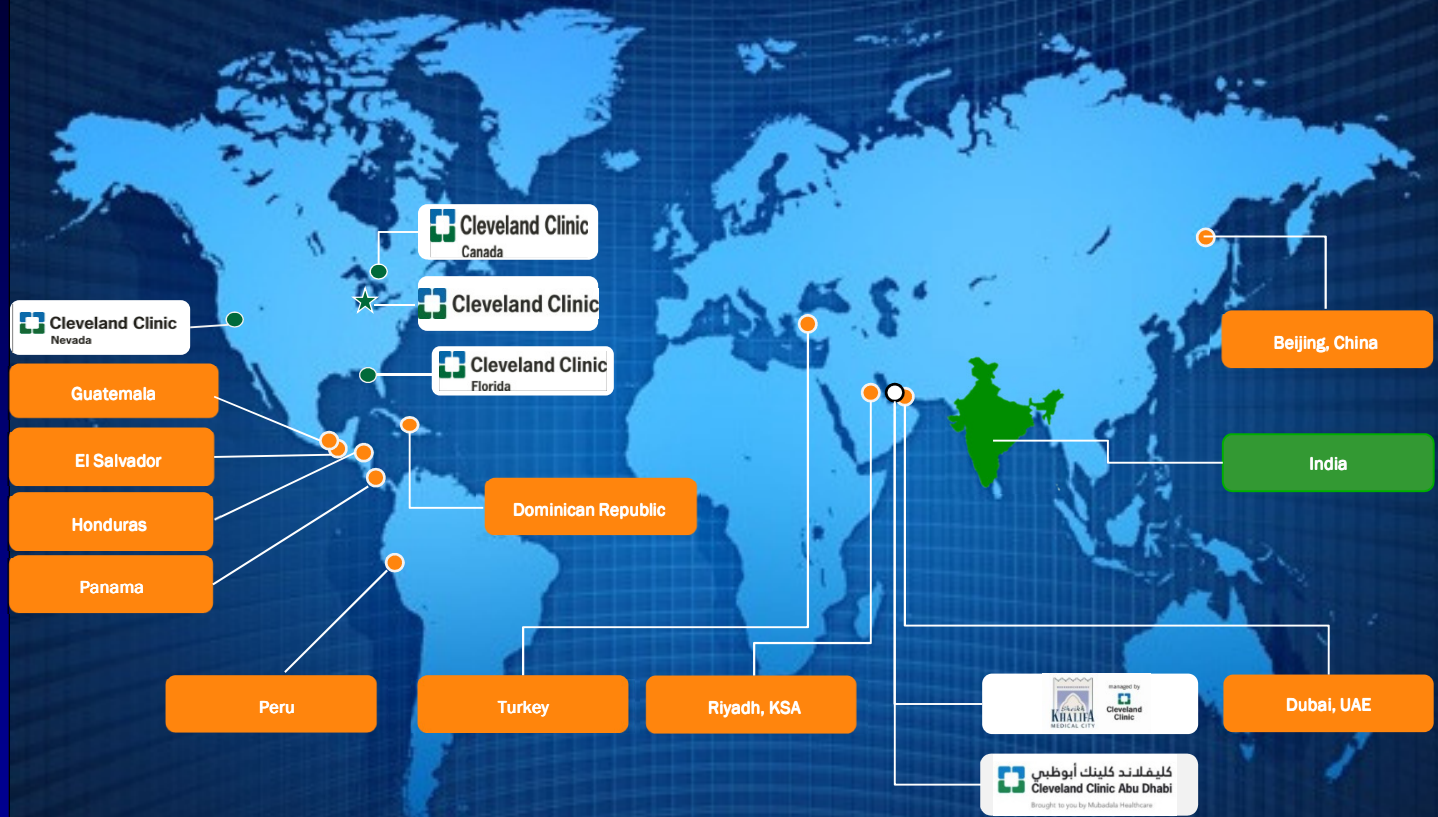 Cleveland Clinic
Canada
Cleveland Clinic
Cleveland Clinic
Nevada
Cleveland Clinic
Florida
Guatemala
El Salvador
Honduras
Panama
Dominican Republic
Beijing, China
India
Peru
Turkey
Riyadh, KSA
Sheikh
KHALIFA
MEDICAL CITY
managed by
Cleveland
Clinic
Dubai, UAE
كليفلاند كلينك أبوظبي
Cleveland Clinic Abu Dhabi
Brought to you by Mubadala Healthcare